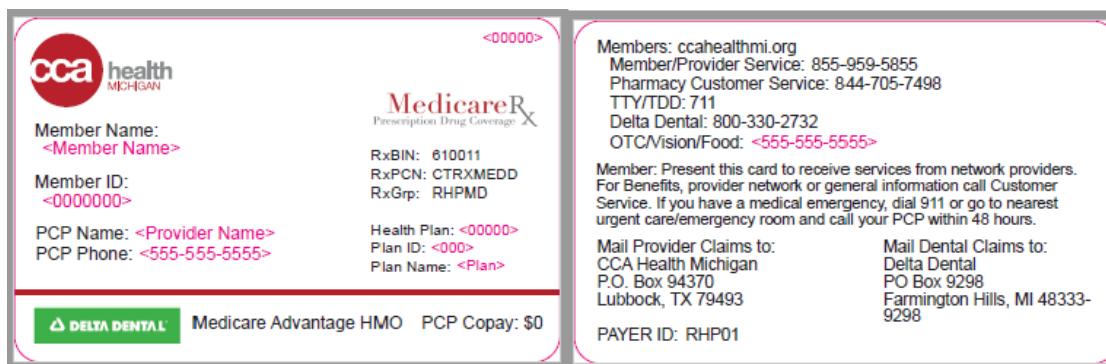 <00000>
cca health
MICHIGAN
MedicareRx
Prescription Drug Coverage
Member Name:
<Member Name>
Member ID:
<0000000>
PCP Name: <Provider Name>
PCP Phone: <555-555-5555>
RxBIN: 610011
RxPCN: CTRXMEDD
RxGrp: RHPMD
Health Plan: <00000>
Plan ID: <000>
Plan Name: <Plan>
DELTA DENTAL
Medicare Advantage HMO PCP Copay: $0
Members: ccahealthmi.org
Member/Provider Service: 855-959-5855
Pharmacy Customer Service: 844-705-7498
TTY/TDD: 711
Delta Dental: 800-330-2732
OTC/Vision/Food: <555-555-5555>
Member: Present this card to receive services from network providers.
For Benefits, provider network or general information call Customer
Service. If you have a medical emergency, dial 911 or go to nearest
urgent care/emergency room and call your PCP within 48 hours.
Mail Provider Claims to:
CCA Health Michigan
P.O. Box 94370
Lubbock, TX 79493
Mail Dental Claims to:
Delta Dental
PO Box 9298
Farmington Hills, MI 48333-
9298
PAYER ID: RHP01